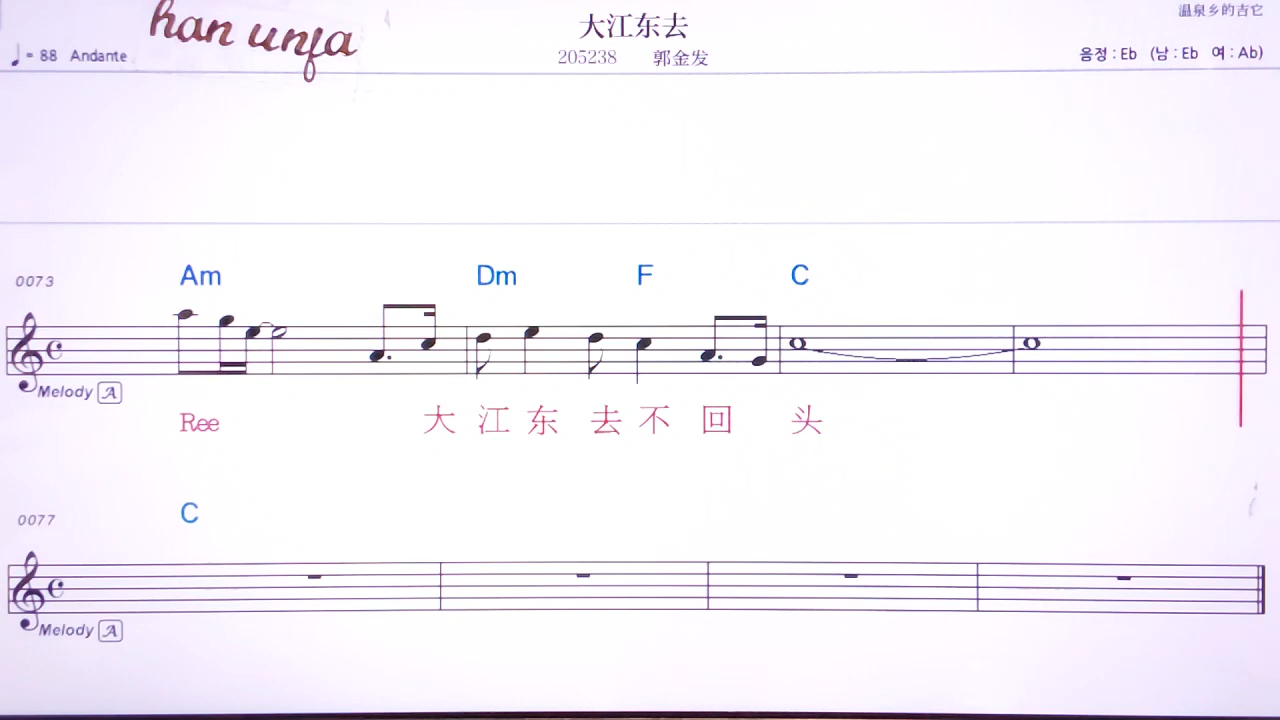 han unfa
大江东去
温泉乡的吉它
♩= 88 Andante
205238 郭金发
음정 : Eb (남 : Eb 여 : Ab)
0073
Am Dm F C
Melody A
Ree 大 江 东 去 不 回 头
0077
C
Melody A